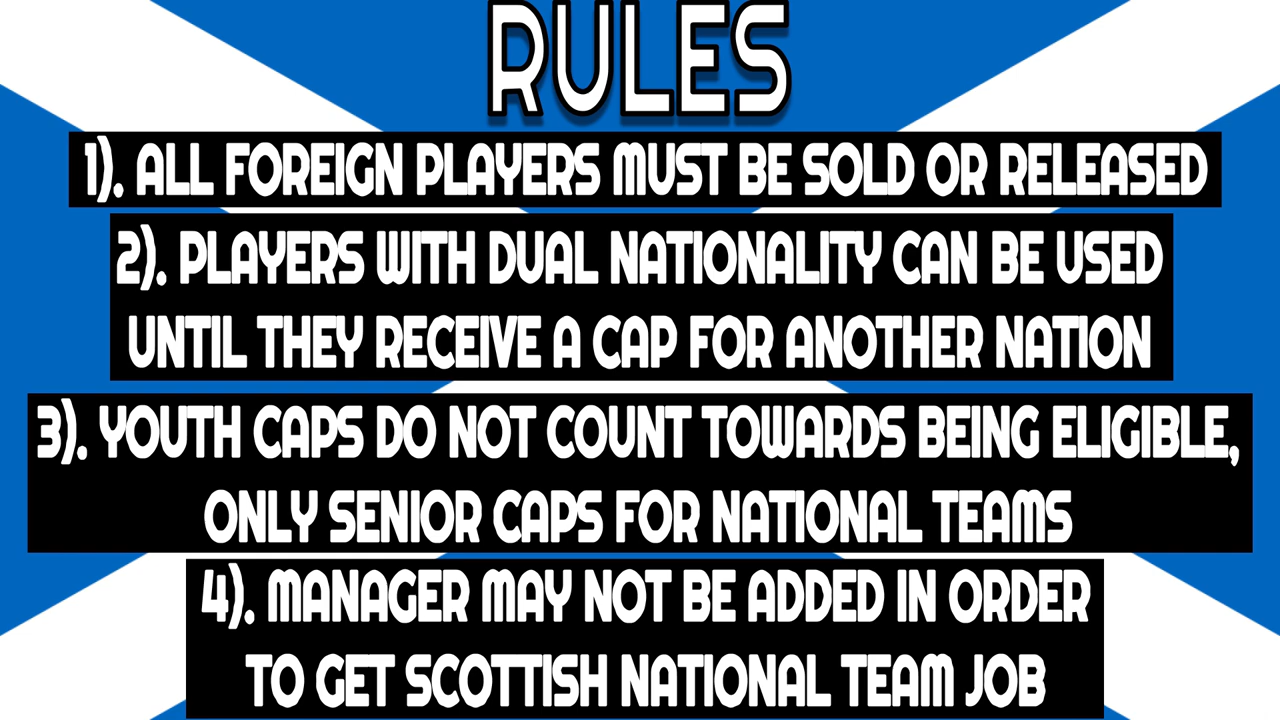 RULES
1). ALL FOREIGN PLAYERS MUST BE SOLD OR RELEASED
2). PLAYERS WITH DUAL NATIONALITY CAN BE USED
UNTIL THEY RECEIVE A CAP FOR ANOTHER NATION
3). YOUTH CAPS DO NOT COUNT TOWARDS BEING ELIGIBLE,
ONLY SENIOR CAPS FOR NATIONAL TEAMS
4). MANAGER MAY NOT BE ADDED IN ORDER
TO GET SCOTTISH NATIONAL TEAM JOB